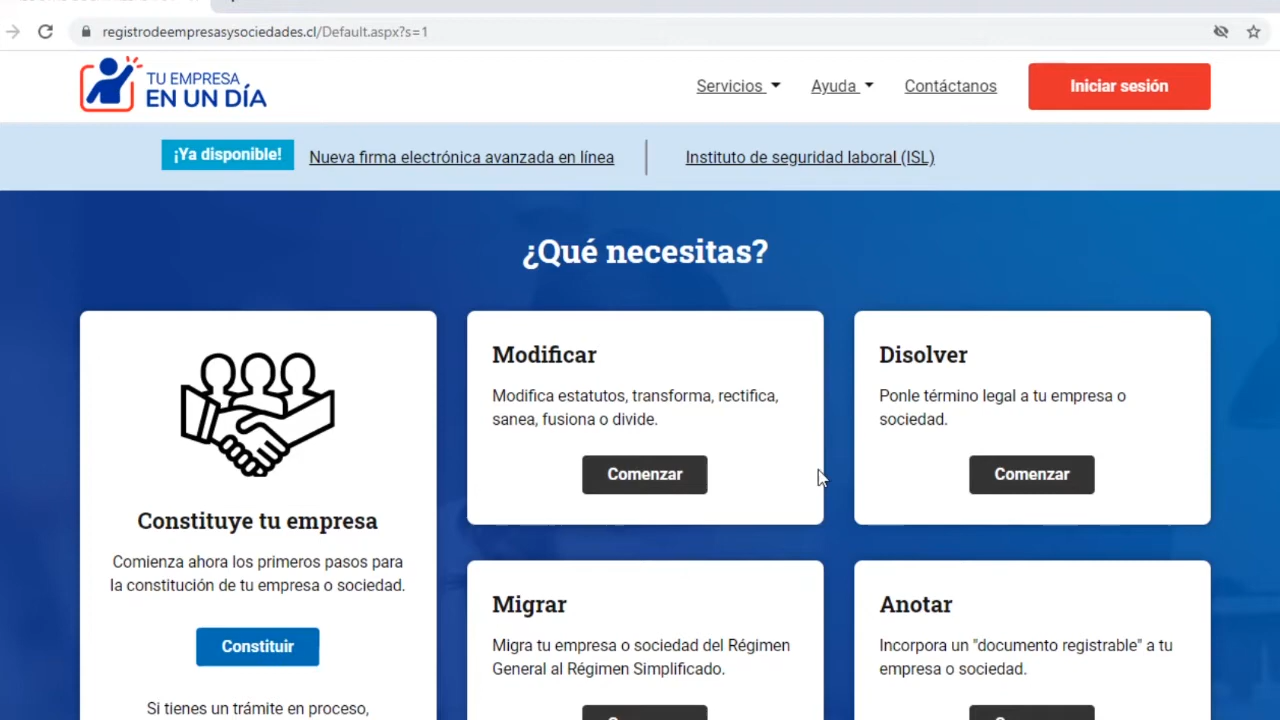 registrodeempresasysociedades.cl/Default.aspx?s=1
TU EMPRESA
EN UN DÍA
Servicios
Ayuda
Contáctanos
Iniciar sesión
¡Ya disponible!
Nueva firma electrónica avanzada en línea
Instituto de seguridad laboral (ISL)
¿Qué necesitas?
Constituye tu empresa
Comienza ahora los primeros pasos para
la constitución de tu empresa o sociedad.
Constituir
Si tienes un trámite en proceso,
Modificar
Modifica estatutos, transforma, rectifica,
sanea, fusiona o divide.
Comenzar
Disolver
Ponle término legal a tu empresa o
sociedad.
Comenzar
Migrar
Migra tu empresa o sociedad del Régimen
General al Régimen Simplificado.
Anotar
Incorpora un "documento registrable" a tu
empresa o sociedad.